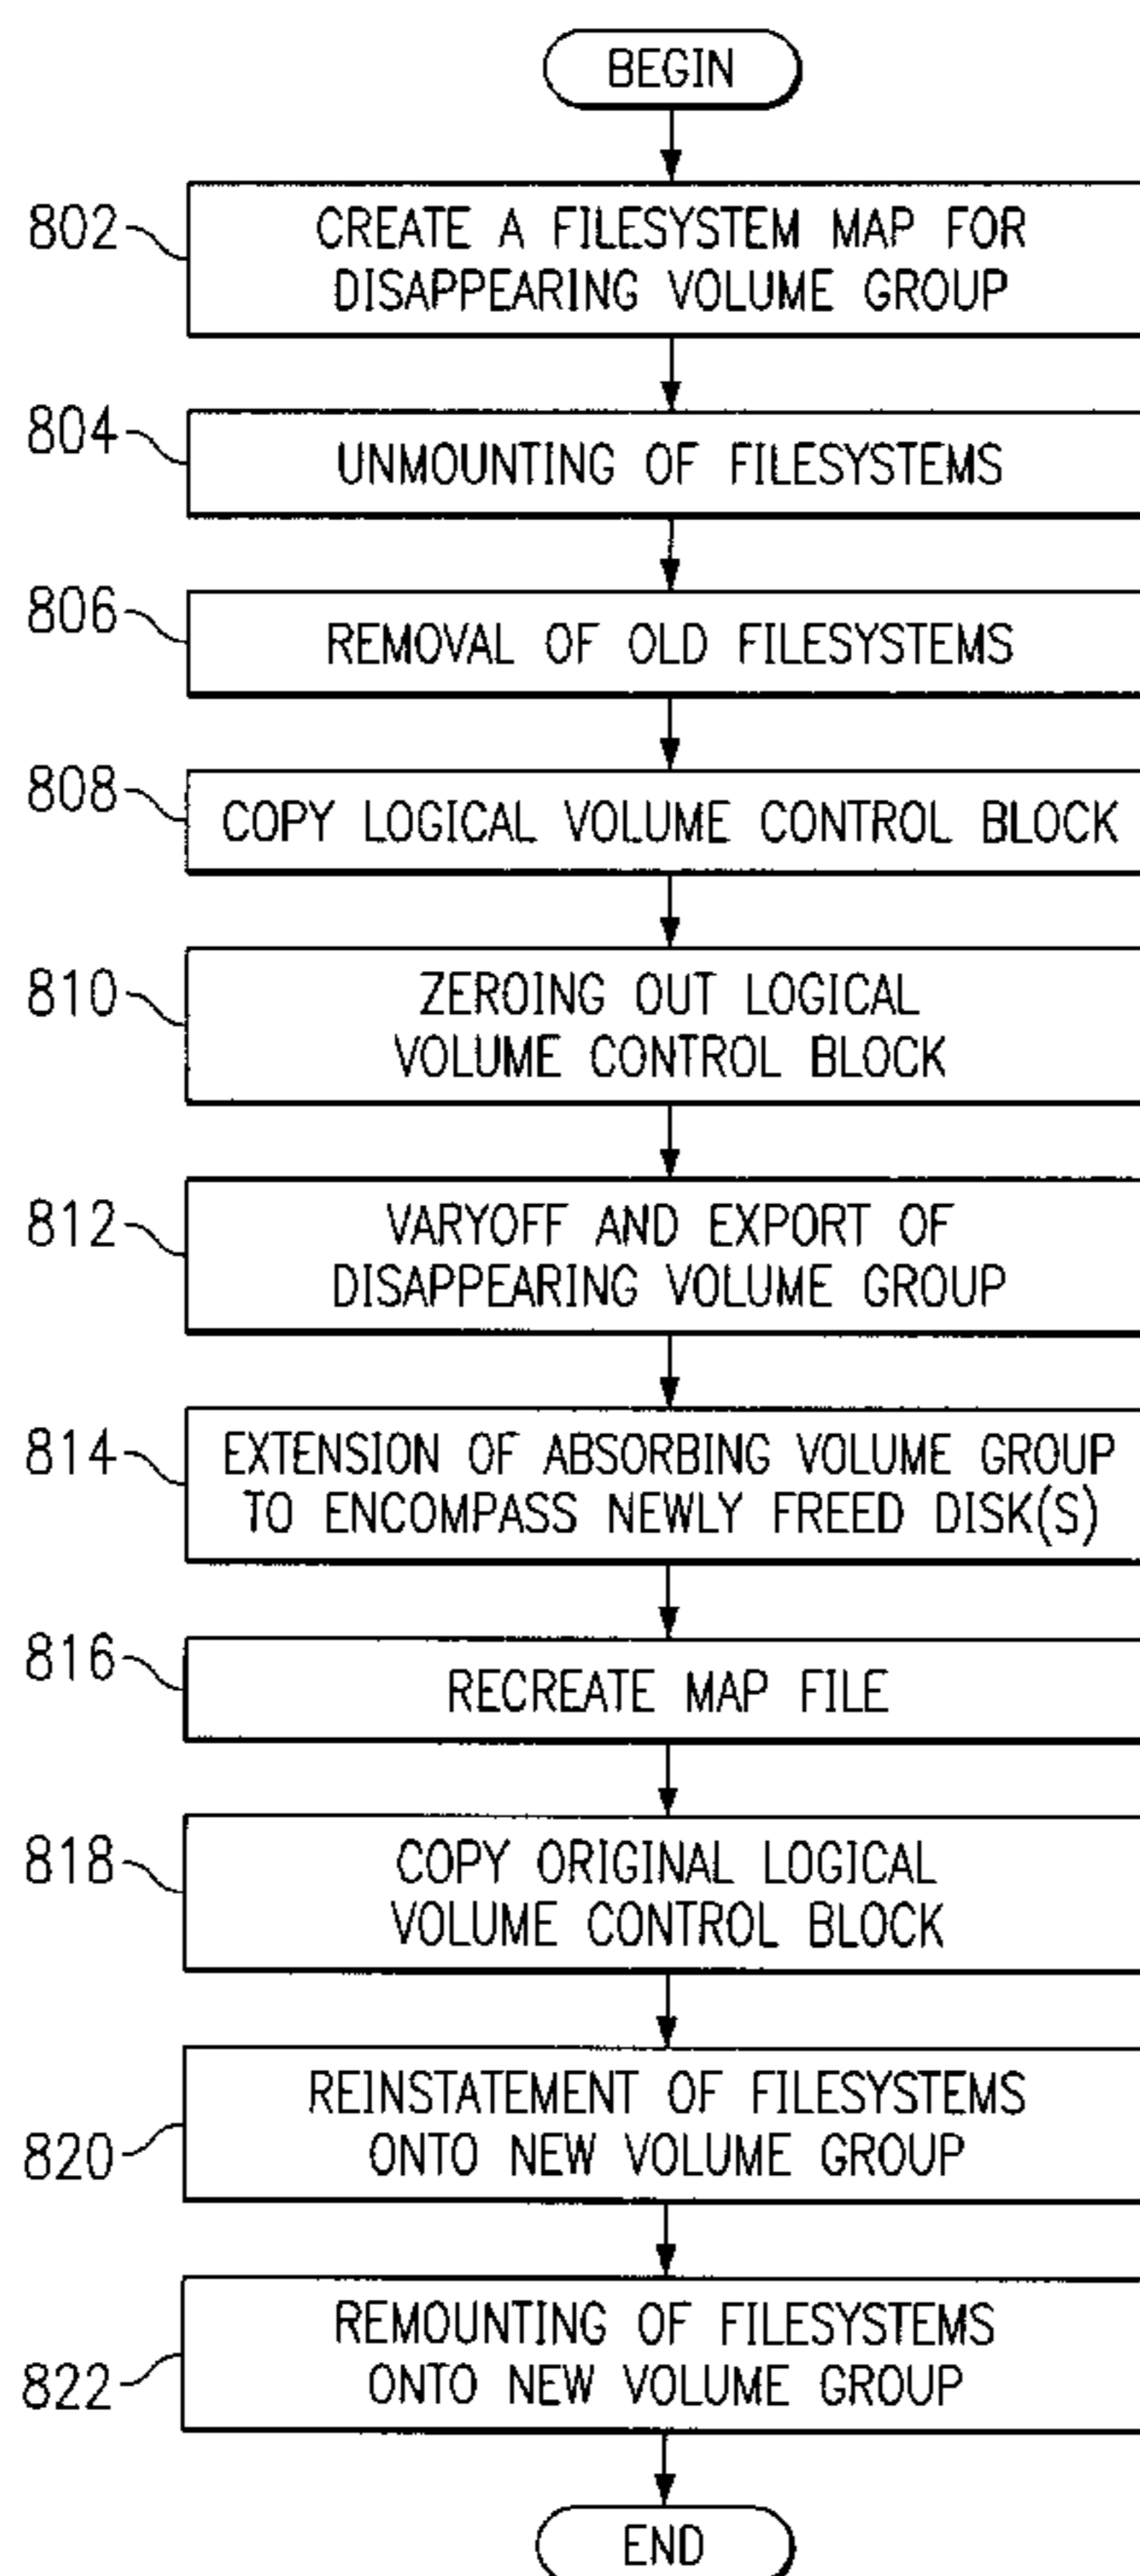 BEGIN
802
CREATE A FILESYSTEM MAP FOR
DISAPPEARING VOLUME GROUP
804
UNMOUNTING OF FILESYSTEMS
806
REMOVAL OF OLD FILESYSTEMS
808
COPY LOGICAL VOLUME CONTROL BLOCK
810
ZEROING OUT LOGICAL
VOLUME CONTROL BLOCK
812
VARYOFF AND EXPORT OF
DISAPPEARING VOLUME GROUP
814
EXTENSION OF ABSORBING VOLUME GROUP
TO ENCOMPASS NEWLY FREED DISK(S)
816
RECREATE MAP FILE
818
COPY ORIGINAL LOGICAL
VOLUME CONTROL BLOCK
820
REINSTATEMENT OF FILESYSTEMS
ONTO NEW VOLUME GROUP
822
REMOUNTING OF FILESYSTEMS
ONTO NEW VOLUME GROUP
END